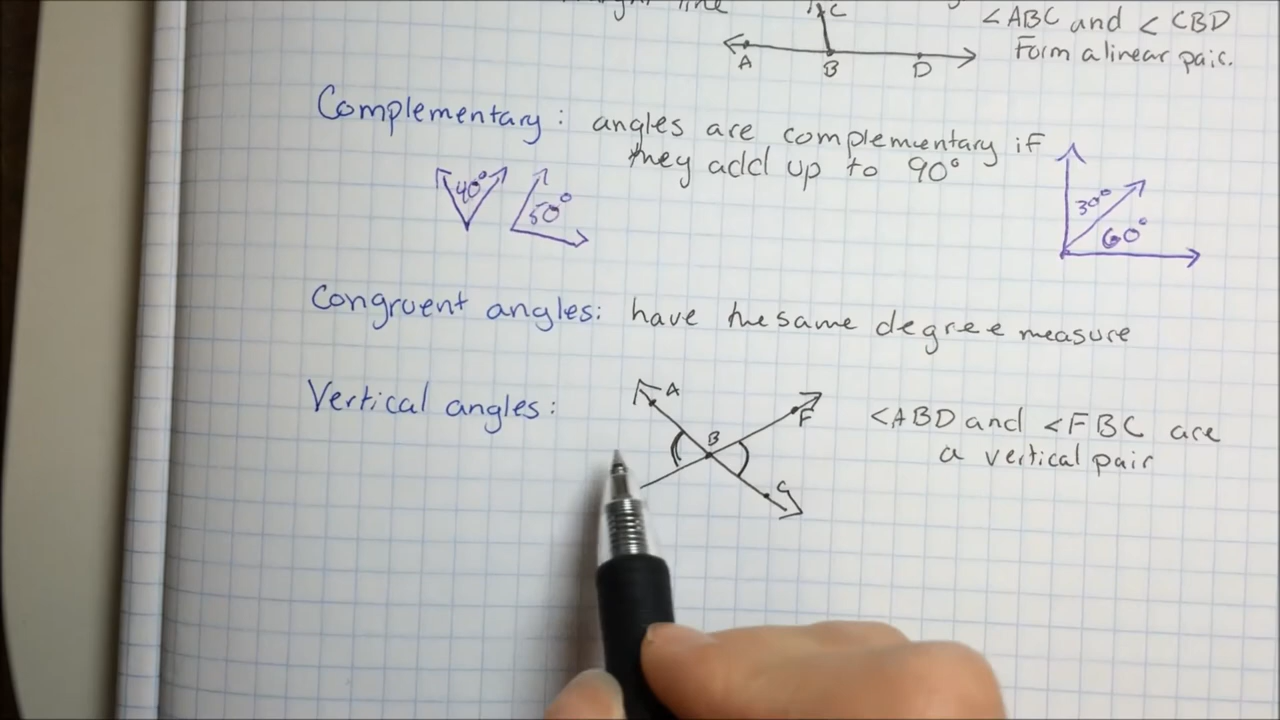 line
C
∠ABC and ∠CBD
A B D
Form a linear pair.
Complementary: angles are complementary if
they add up to 90°
40° 50°
30°
60°
Congruent angles: have the same degree measure
Vertical angles:
A
F
B
C
∠ABD and ∠FBC are
a vertical pair